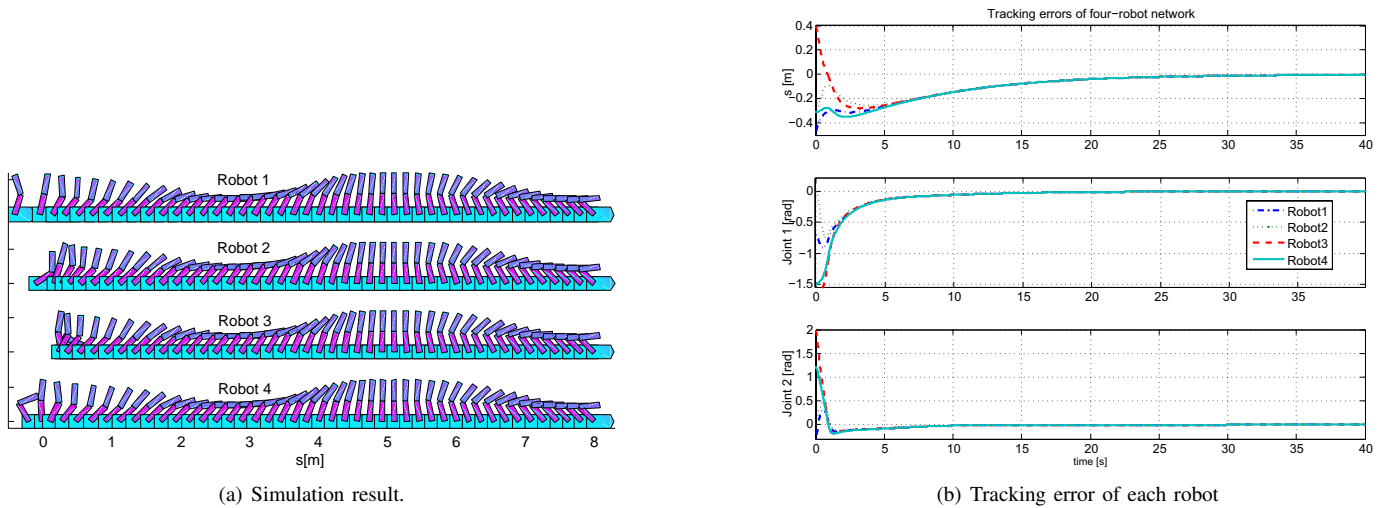 Robot 1
Robot 2
Robot 3
Robot 4
0 1 2 3 4 5 6 7 8
s[m]
(a) Simulation result.
Tracking errors of four−robot network
0.4
0.2
0
−0.2
−0.4
s [m]
0 5 10 15 20 25 30 35 40
0
−0.5
−1
−1.5
Joint 1 [rad]
0 5 10 15 20 25 30 35
Robot1
Robot2
Robot3
Robot4
2
1.5
1
0.5
0
Joint 2 [rad]
0 5 10 15 20 25 30 35 40
time [s]
(b) Tracking error of each robot